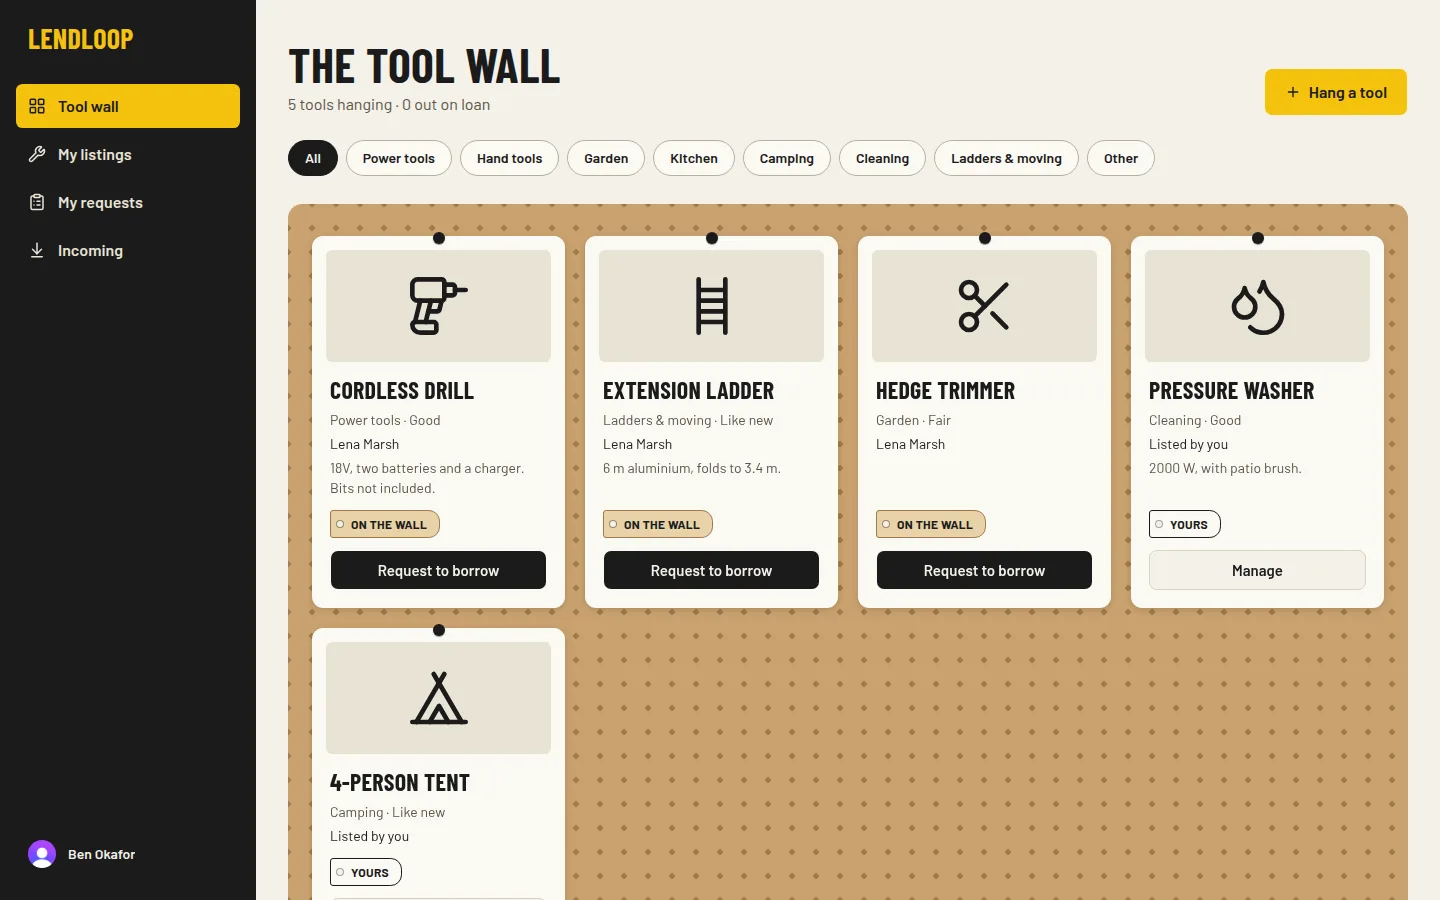 LENDLOOP
Tool wall
My listings
My requests
Incoming
Ben Okafor
THE TOOL WALL
5 tools hanging · 0 out on loan
Hang a tool
All
Power tools
Hand tools
Garden
Kitchen
Camping
Cleaning
Ladders & moving
Other
CORDLESS DRILL
Power tools · Good
Lena Marsh
18V, two batteries and a charger.
Bits not included.
ON THE WALL
Request to borrow
EXTENSION LADDER
Ladders & moving · Like new
Lena Marsh
6 m aluminium, folds to 3.4 m.
ON THE WALL
Request to borrow
HEDGE TRIMMER
Garden · Fair
Lena Marsh
ON THE WALL
Request to borrow
PRESSURE WASHER
Cleaning · Good
Listed by you
2000 W, with patio brush.
YOURS
Manage
4-PERSON TENT
Camping · Like new
Listed by you
YOURS